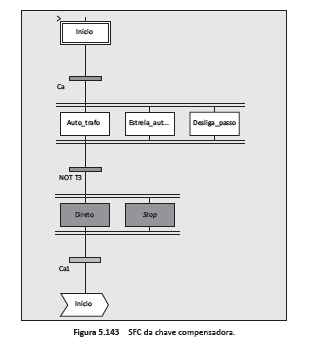 Início
Ca
Auto_trafo Estrela_aut... Desliga_passo
NOT T3
Direto Stop
Ca1
Início
Figura 5.143 SFC da chave compensadora.